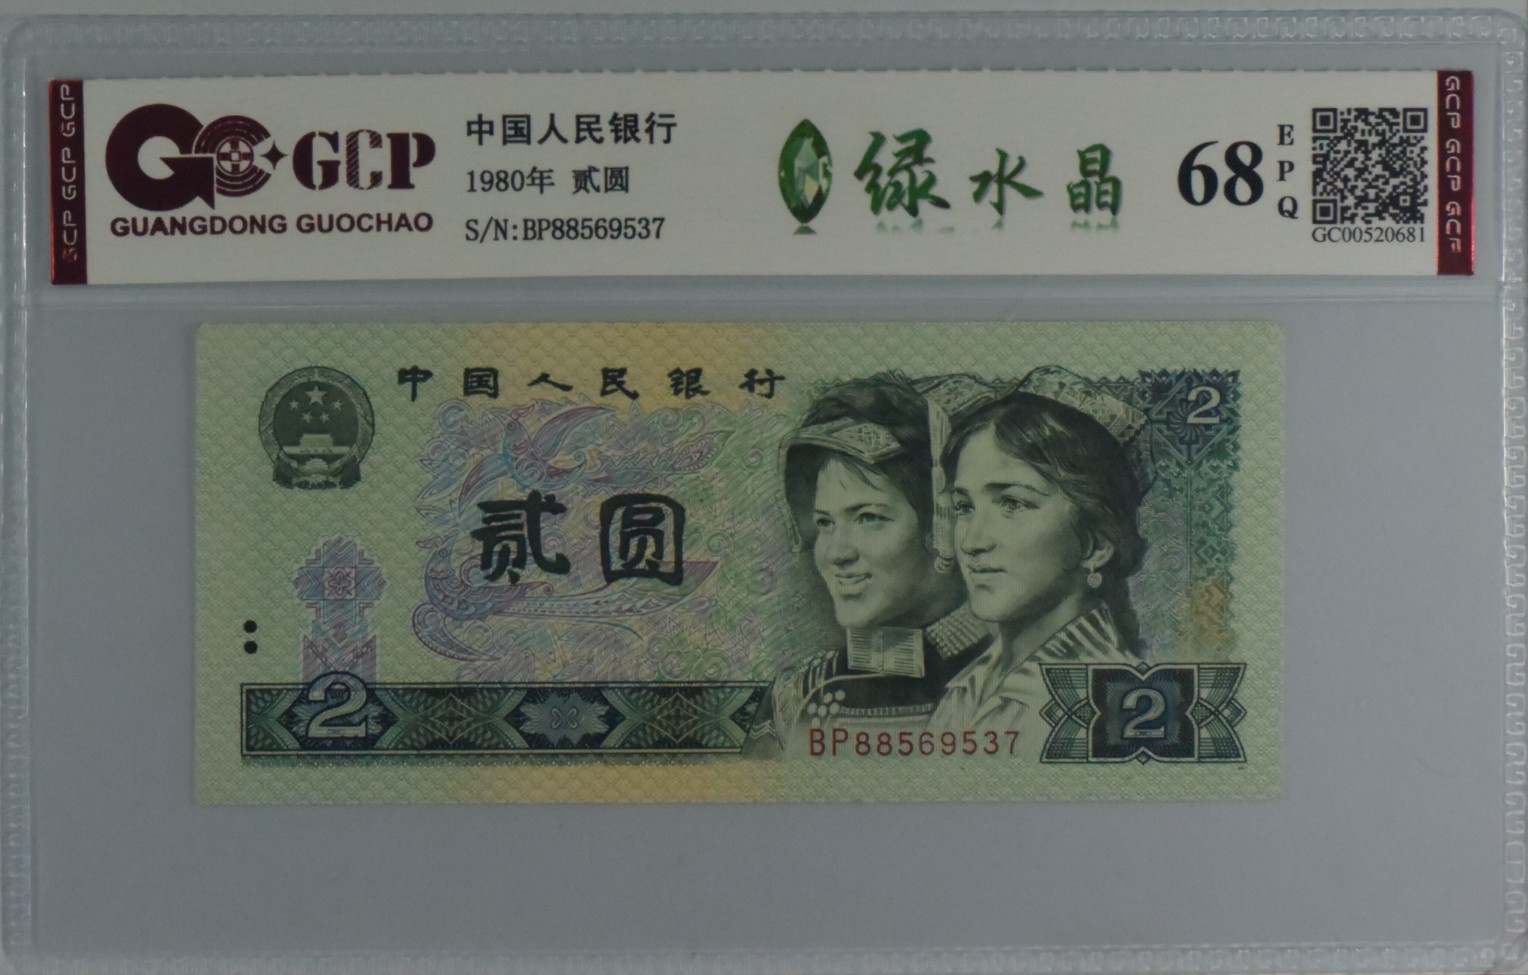 GCP GCP GCP
GCP
GUANGDONG GUOCHAO
中国人民银行
1980年 贰圆
S/N:BP88569537
绿水晶
68
EPQ
GC00520681
GCP GCP GCP
中国人民银行
2
贰圆
2
BP88569537
2